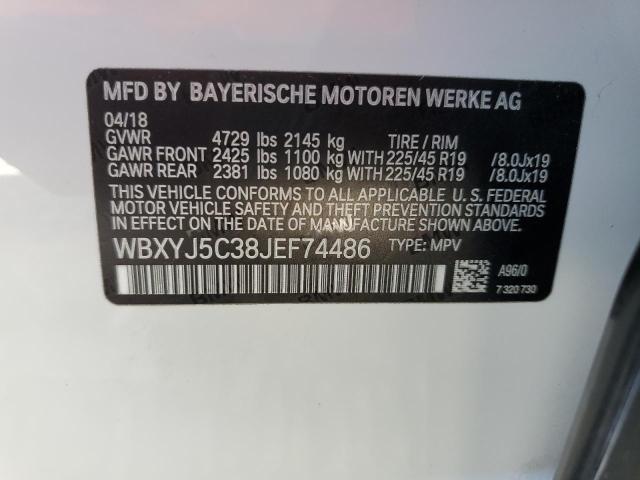 MFD BY BAYERISCHE MOTOREN WERKE AG
04/18
GVWR 4729 lbs 2145 kg TIRE / RIM
GAWR FRONT 2425 lbs 1100 kg WITH 225/45 R19 /8.0Jx19
GAWR REAR 2381 lbs 1080 kg WITH 225/45 R19 /8.0Jx19
THIS VEHICLE CONFORMS TO ALL APPLICABLE U. S. FEDERAL
MOTOR VEHICLE SAFETY AND THEFT PREVENTION STANDARDS
IN EFFECT ON THE DATE OF MANUFACTURE SHOWN ABOVE.
WBXYJ5C38JEF74486 TYPE: MPV
A96/0
7 320 730